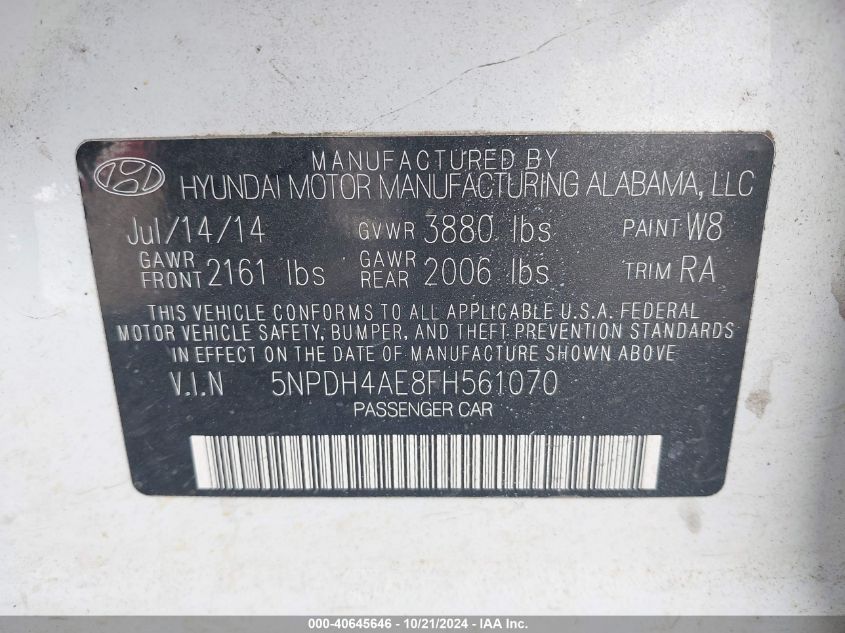 MANUFACTURED BY
HYUNDAI MOTOR MANUFACTURING ALABAMA, LLC
Jul/14/14 GVWR 3880 lbs PAINT W8
GAWR FRONT 2161 lbs GAWR REAR 2006 lbs TRIM RA
THIS VEHICLE CONFORMS TO ALL APPLICABLE U.S.A. FEDERAL
MOTOR VEHICLE SAFETY, BUMPER, AND THEFT PREVENTION STANDARDS
IN EFFECT ON THE DATE OF MANUFACTURE SHOWN ABOVE.
V.I.N 5NPDH4AE8FH561070
PASSENGER CAR
000-40645646 - 10/21/2024 - IAA Inc.